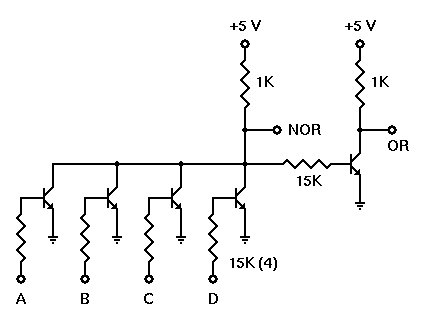 +5 V +5 V
1K 1K
NOR
OR
15K
15K (4)
A B C D